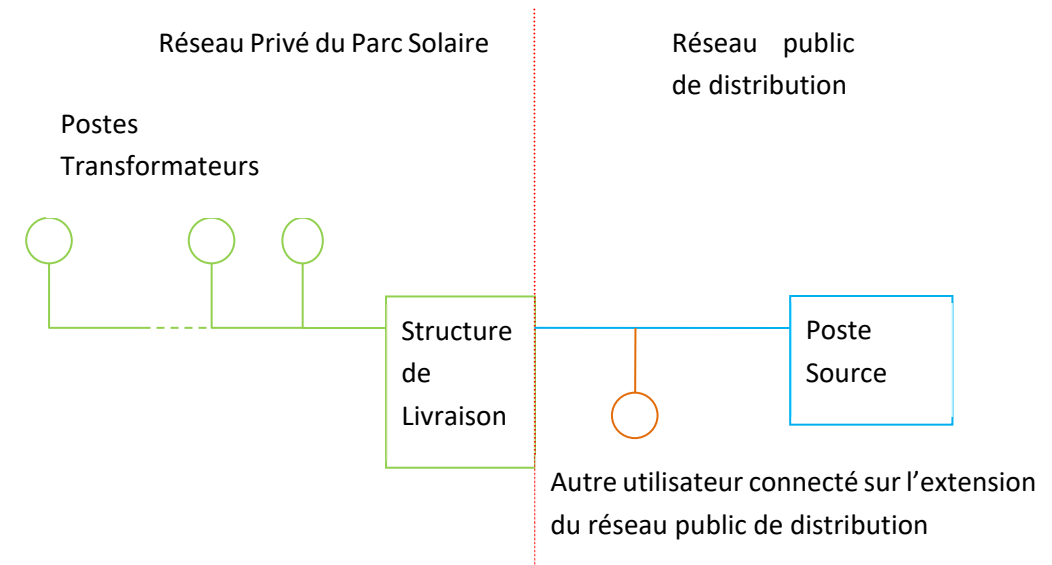 Réseau Privé du Parc Solaire
Réseau public
de distribution
Postes
Transformateurs
Structure
de
Livraison
Poste
Source
Autre utilisateur connecté sur l’extension
du réseau public de distribution